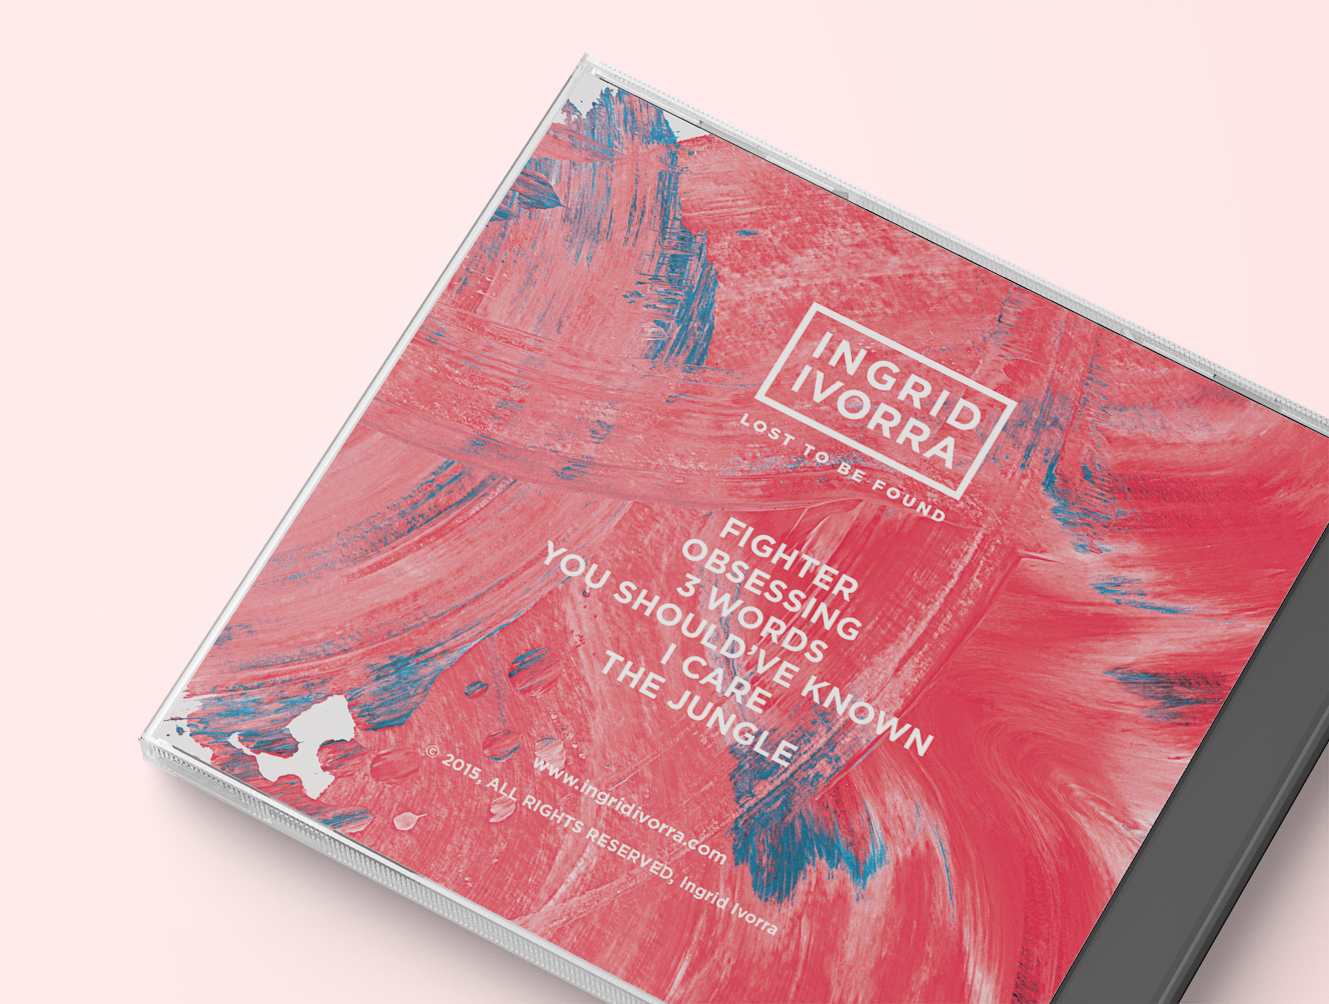 INGRID
IVORRA
LOST TO BE FOUND
FIGHTER
OBSESSING
3 WORDS
YOU SHOULD'VE KNOWN
I CARE
THE JUNGLE
www.ingridivorra.com
© 2015, ALL RIGHTS RESERVED, Ingrid Ivorra